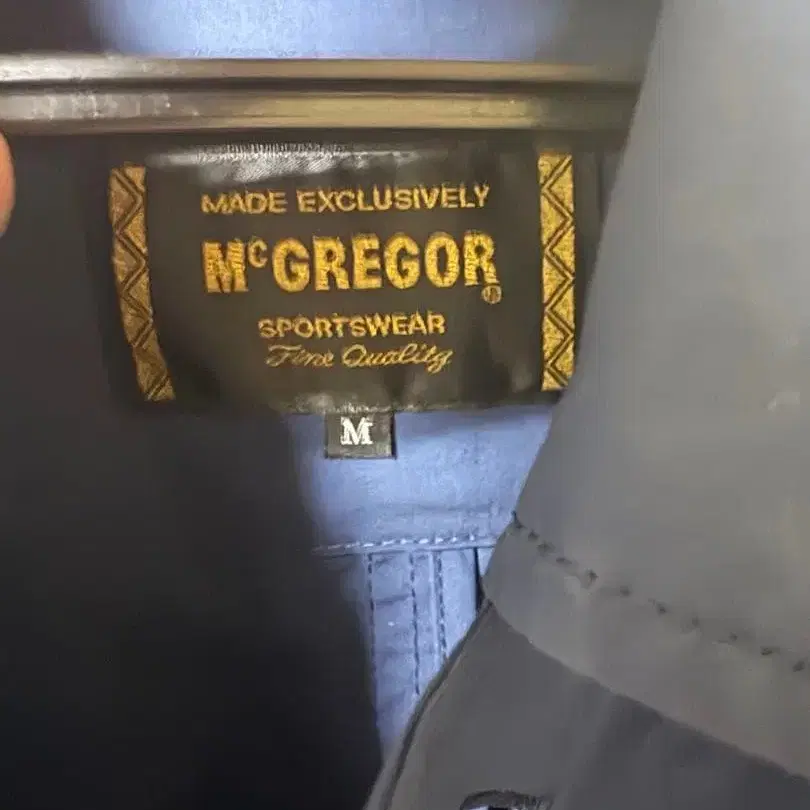 MADE EXCLUSIVELY
McGREGOR
SPORTSWEAR
Fine Quality
M